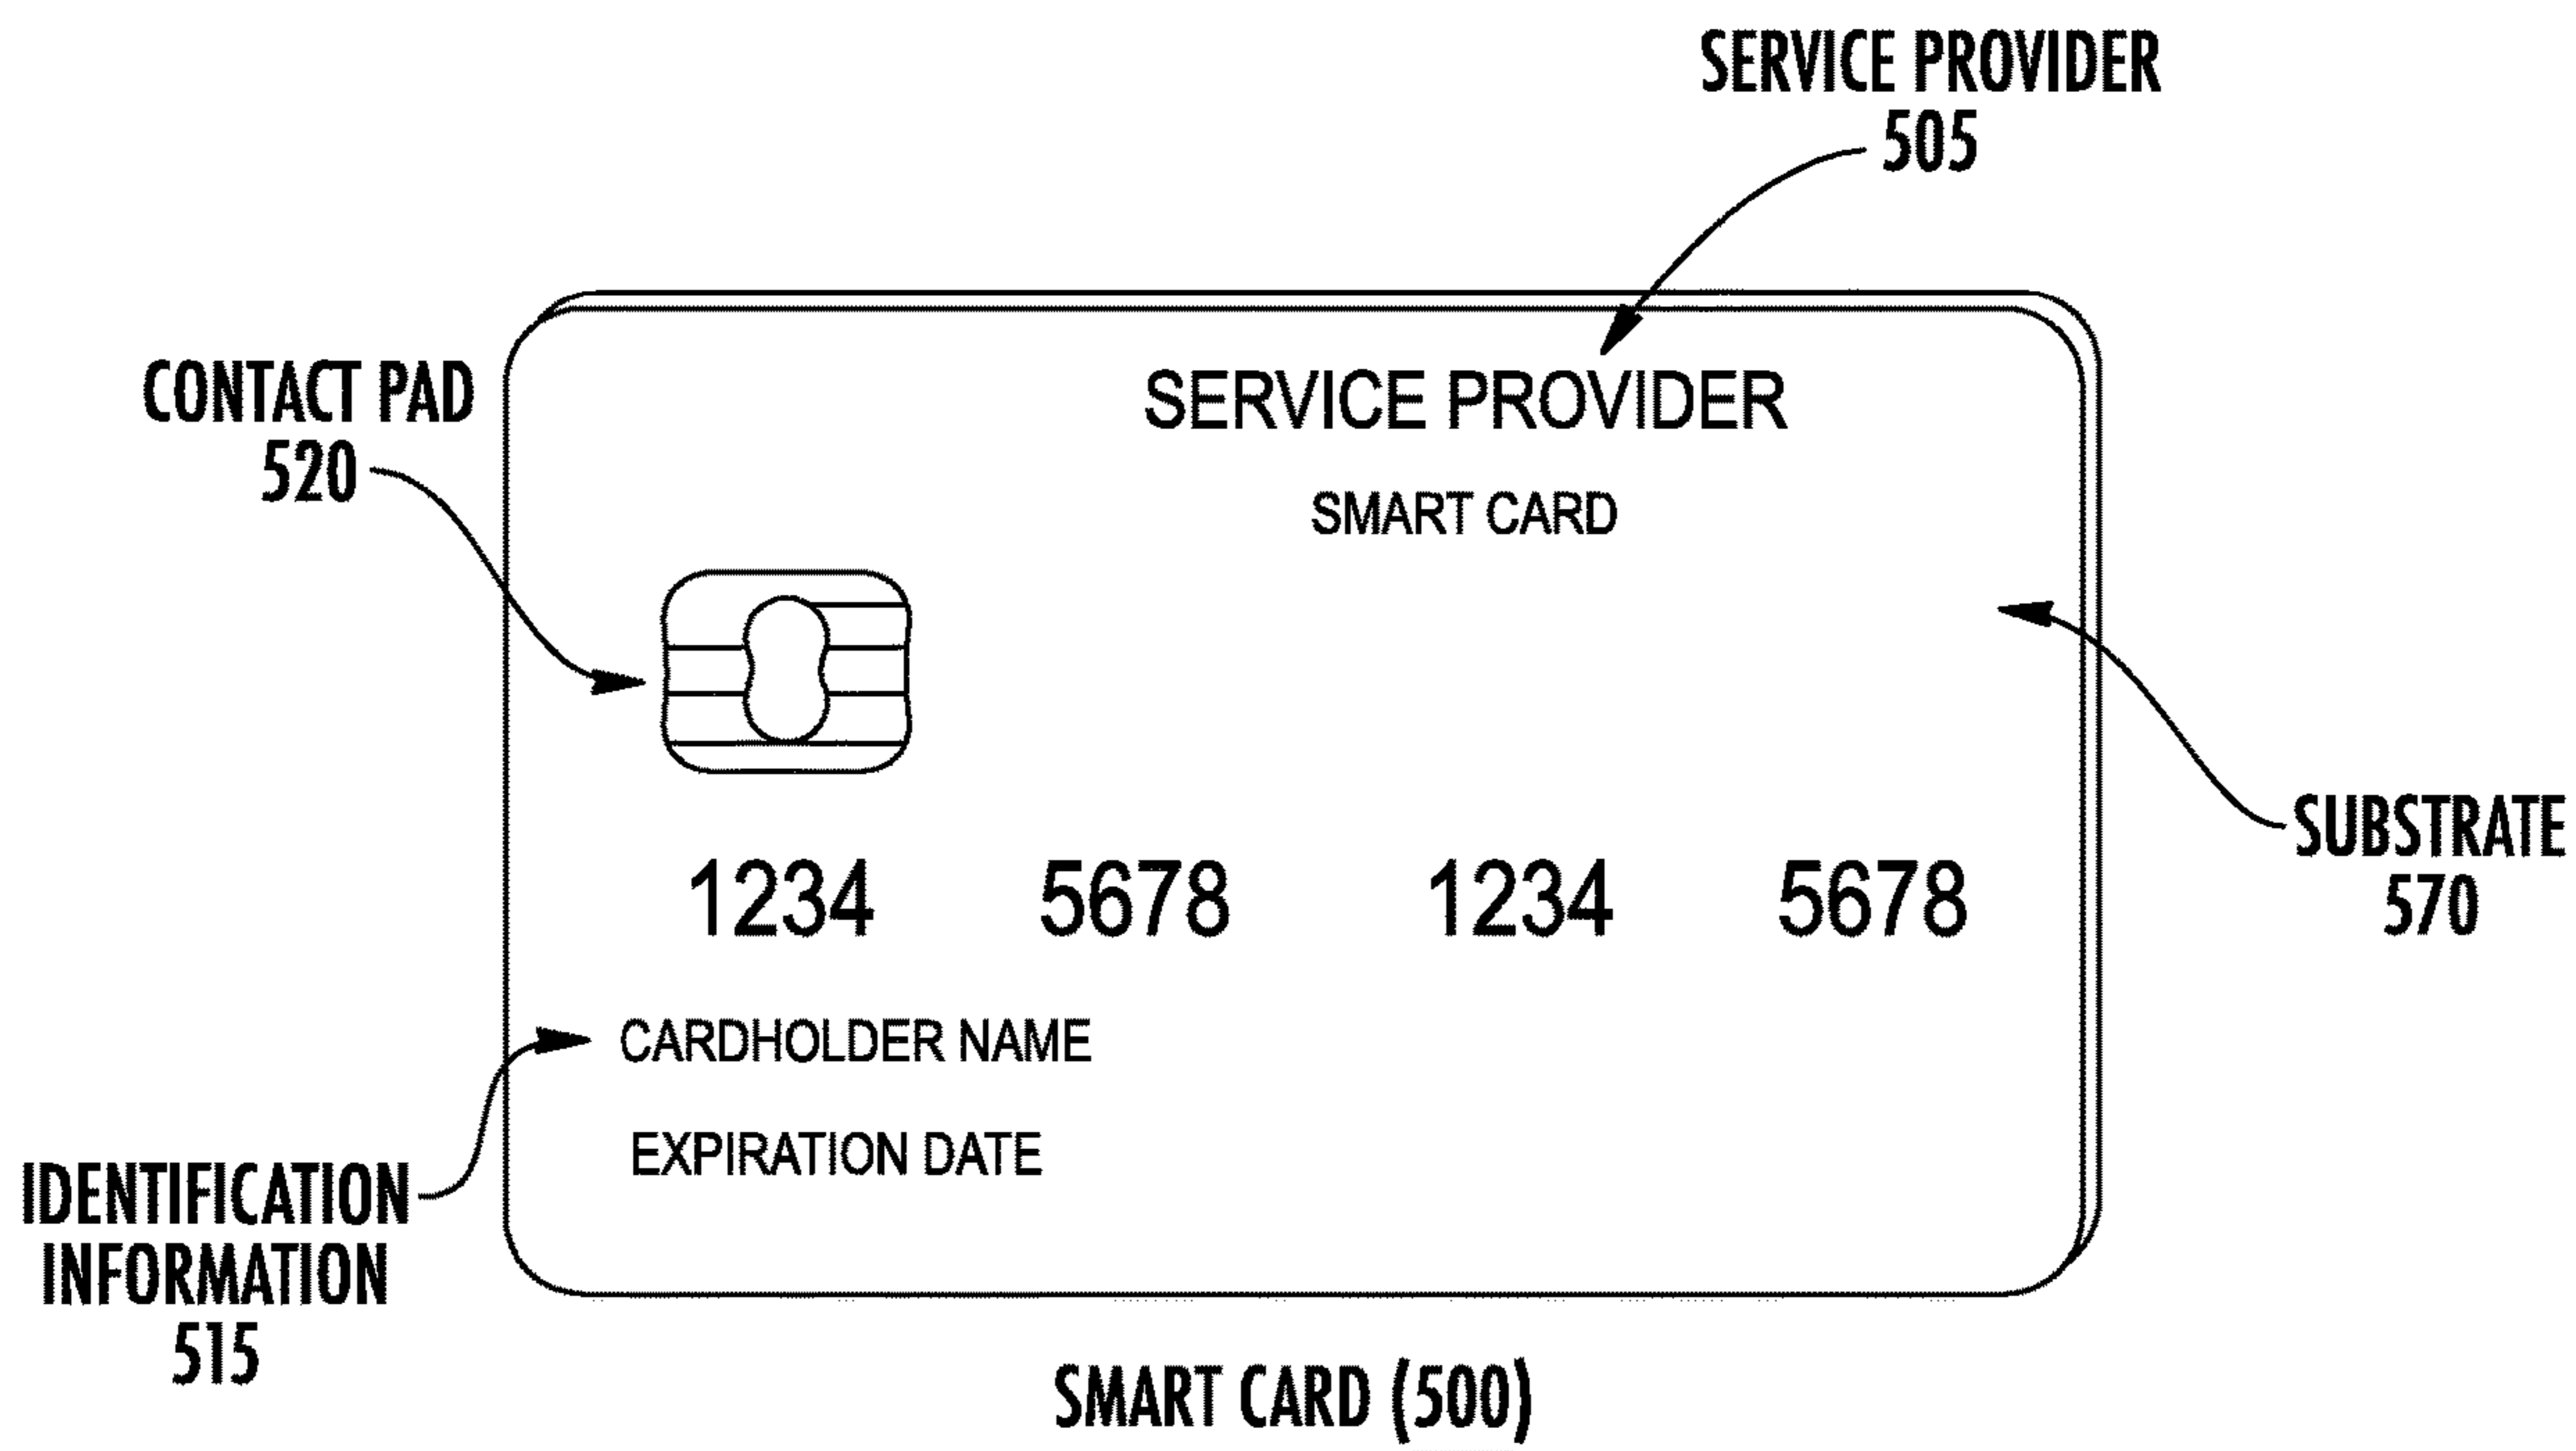 SERVICE PROVIDER
505
CONTACT PAD
520
SERVICE PROVIDER
SMART CARD
SUBSTRATE
570
1234 5678 1234 5678
CARDHOLDER NAME
EXPIRATION DATE
IDENTIFICATION
INFORMATION
515
SMART CARD (500)